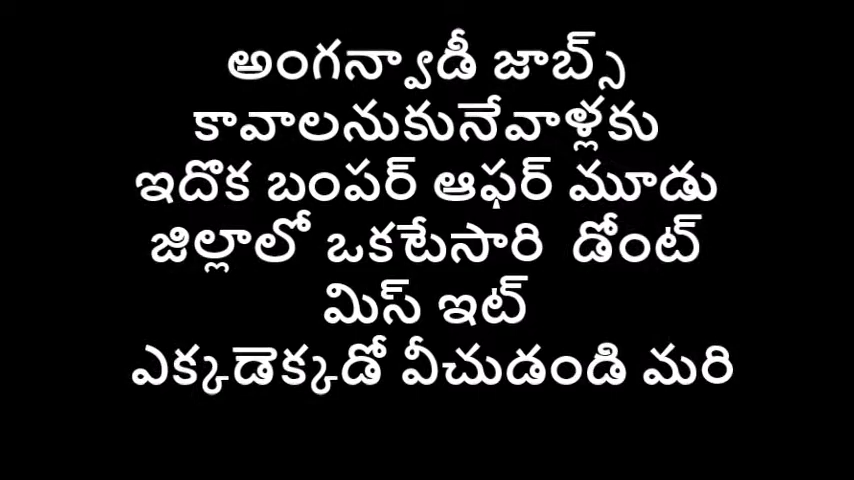 అంగన్వాడీ జాబ్స్
కావాలనుకునేవాళ్లకు
ఇదొక బంపర్ ఆఫర్ మూడు
జిల్లాలో ఒకటేసారి డోంట్
మిస్ ఇట్
ఎక్కడెక్కడో వీచుడండి మరి